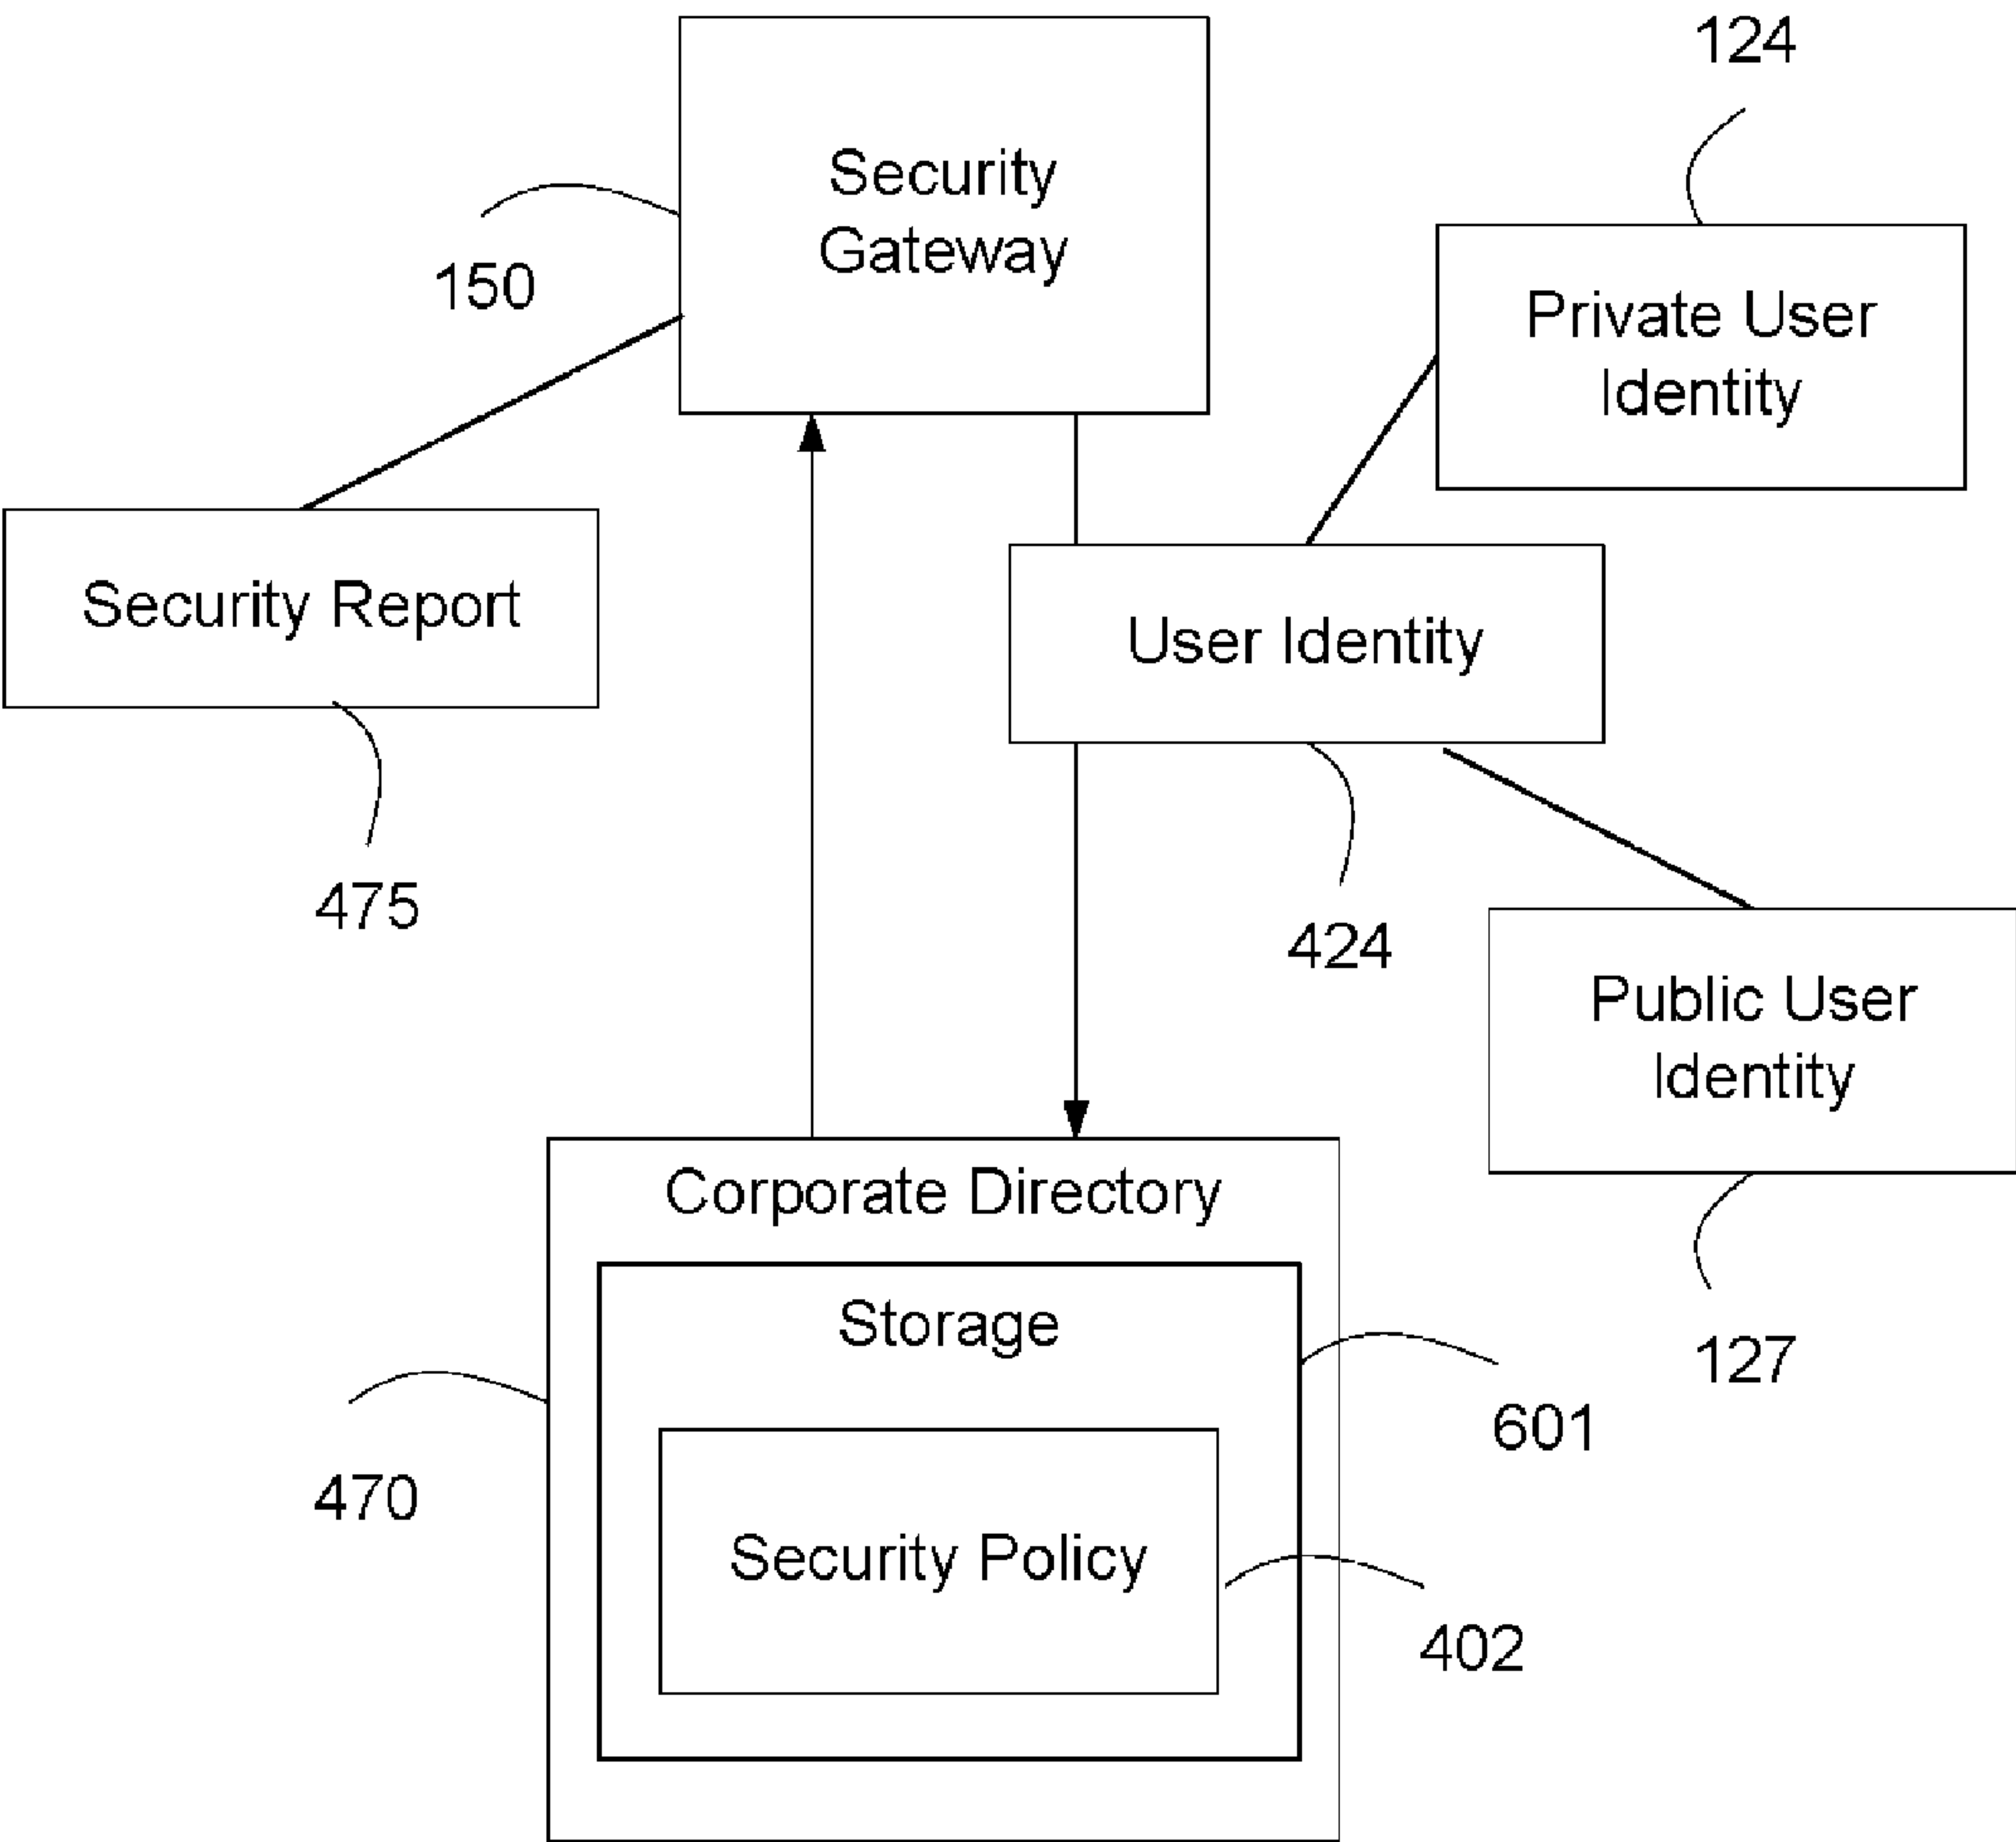 124
Security
Gateway
150
Private User
Identity
Security Report
User Identity
475
424
Public User
Identity
Corporate Directory
Storage
127
601
470
Security Policy
402